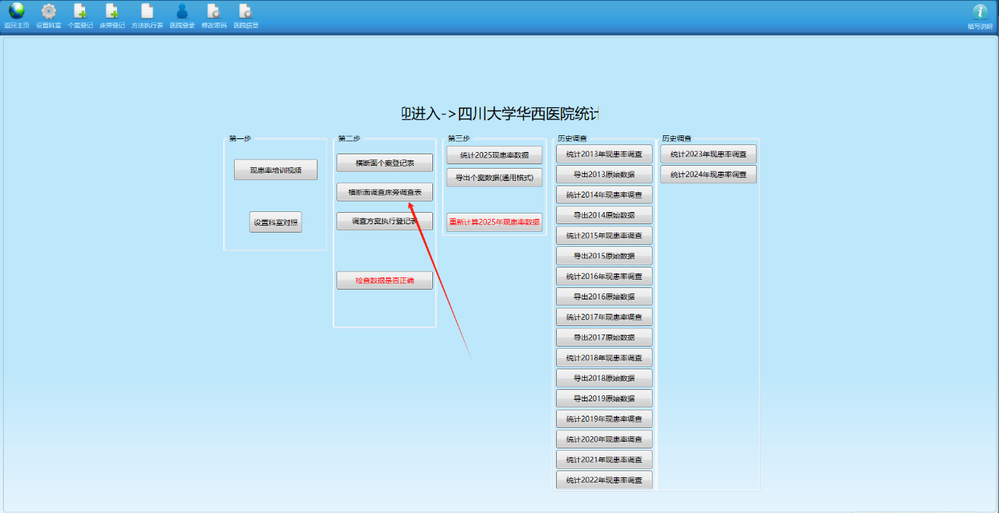 返回主页 设置科室 个案登记 床旁登记 方法执行表 医院登录 修改密码 医院信息 填写说明
迎进入->四川大学华西医院统计
第一步
现患率培训视频
设置科室对照
第二步
横断面个案登记表
横断面调查床旁调查表
调查方案执行登记表
检查数据是否正确
第三步
统计2025现患率数据
导出个案数据(通用格式)
重新计算2025年现患率数据
历史调查
统计2013年现患率调查
导出2013原始数据
统计2014年现患率调查
导出2014原始数据
统计2015年现患率调查
导出2015原始数据
统计2016年现患率调查
导出2016原始数据
统计2017年现患率调查
导出2017原始数据
统计2018年现患率调查
导出2018原始数据
导出2019原始数据
统计2019年现患率调查
统计2020年现患率调查
统计2021年现患率调查
统计2022年现患率调查
历史调查
统计2023年现患率调查
统计2024年现患率调查